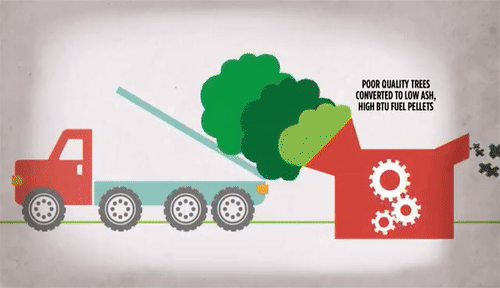 POOR QUALITY TREES
CONVERTED TO LOW ASH,
HIGH BTU FUEL PELLETS